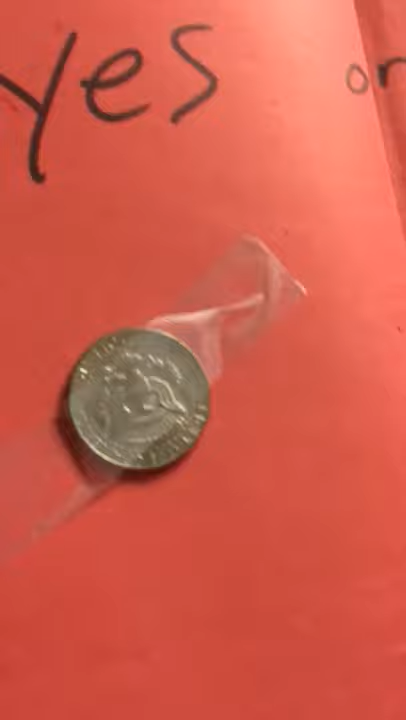 yes or